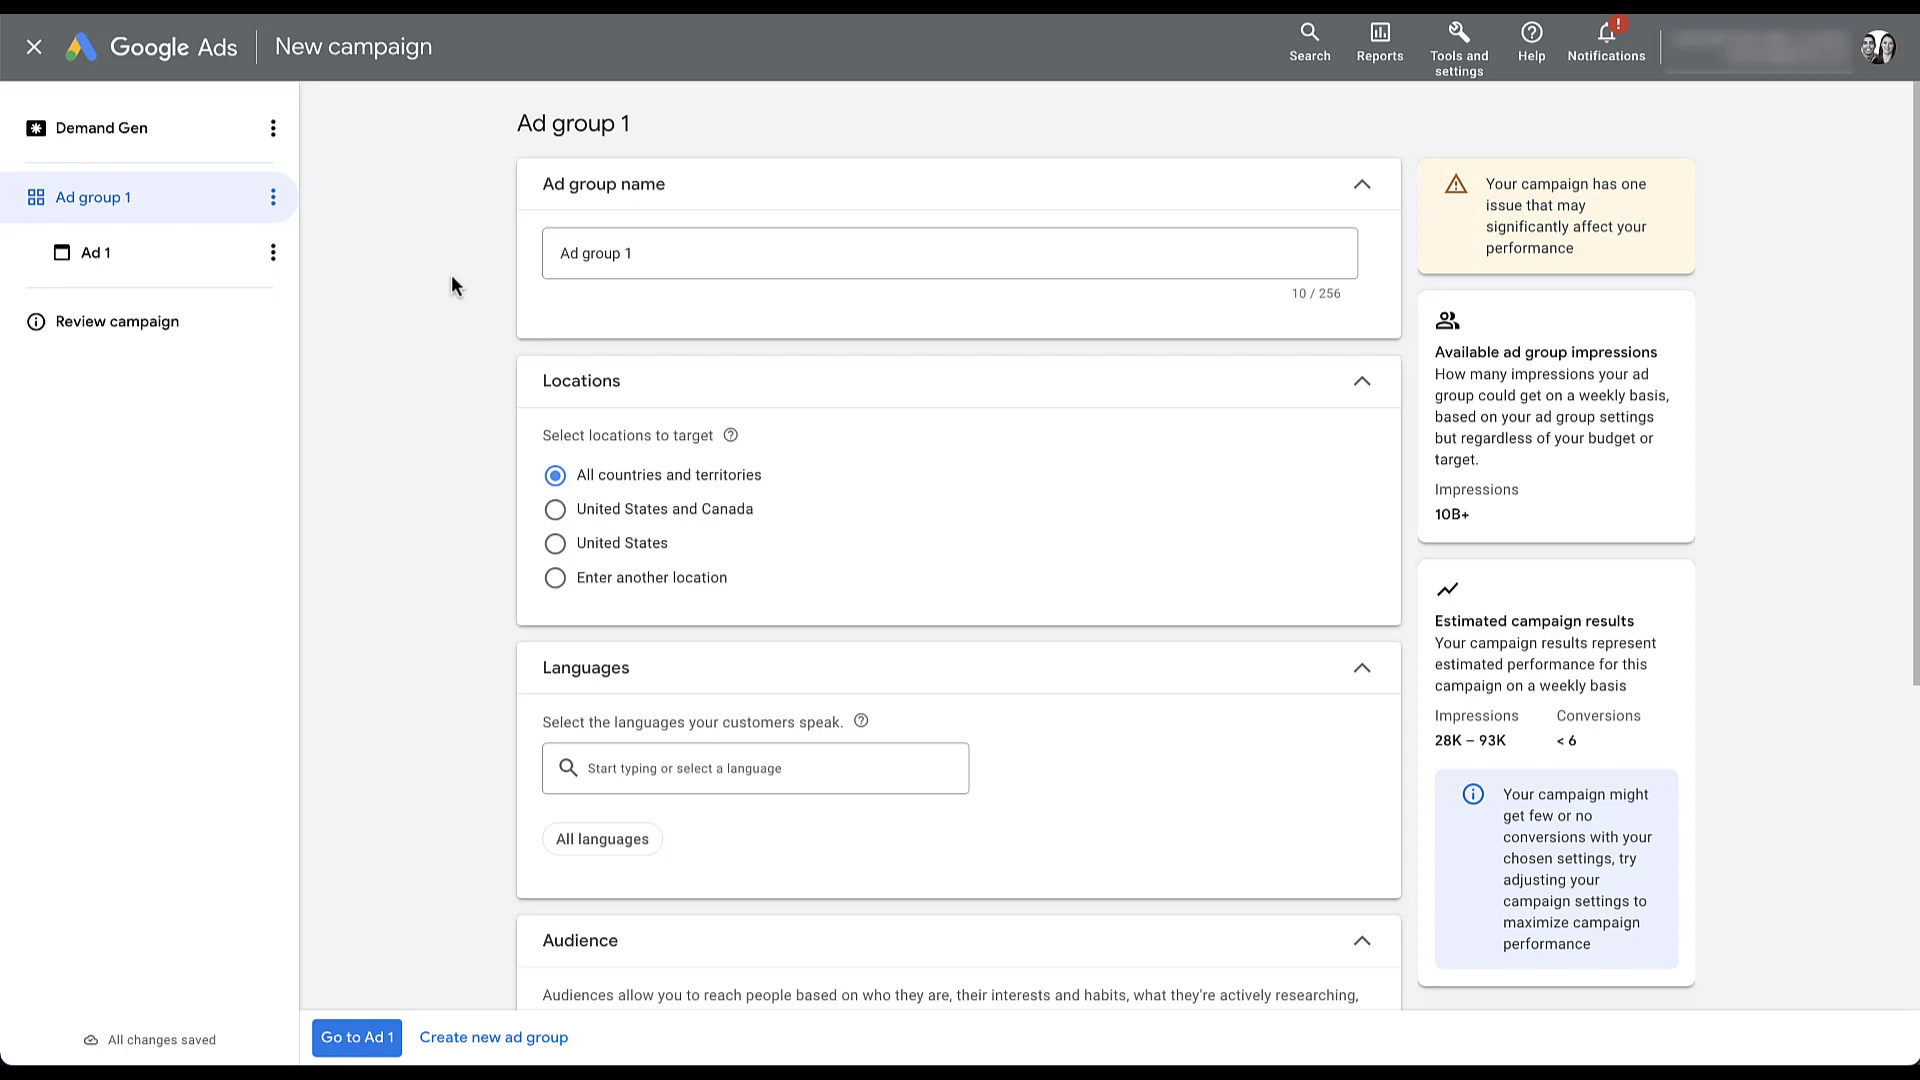 Google Ads
New campaign
Search
Reports
Tools and
settings
Help
!
Notifications
Demand Gen
Ad group 1
Ad 1
Review campaign
All changes saved
Ad group 1
Ad group name
Ad group 1
10 / 256
Locations
Select locations to target
All countries and territories
United States and Canada
United States
Enter another location
Languages
Select the languages your customers speak.
Start typing or select a language
All languages
Audience
Audiences allow you to reach people based on who they are, their interests and habits, what they're actively researching,
Go to Ad 1
Create new ad group
Your campaign has one
issue that may
significantly affect your
performance
Available ad group impressions
How many impressions your ad
group could get on a weekly basis,
based on your ad group settings
but regardless of your budget or
target.
Impressions
10B+
Estimated campaign results
Your campaign results represent
estimated performance for this
campaign on a weekly basis
Impressions Conversions
28K – 93K < 6
Your campaign might
get few or no
conversions with your
chosen settings, try
adjusting your
campaign settings to
maximize campaign
performance